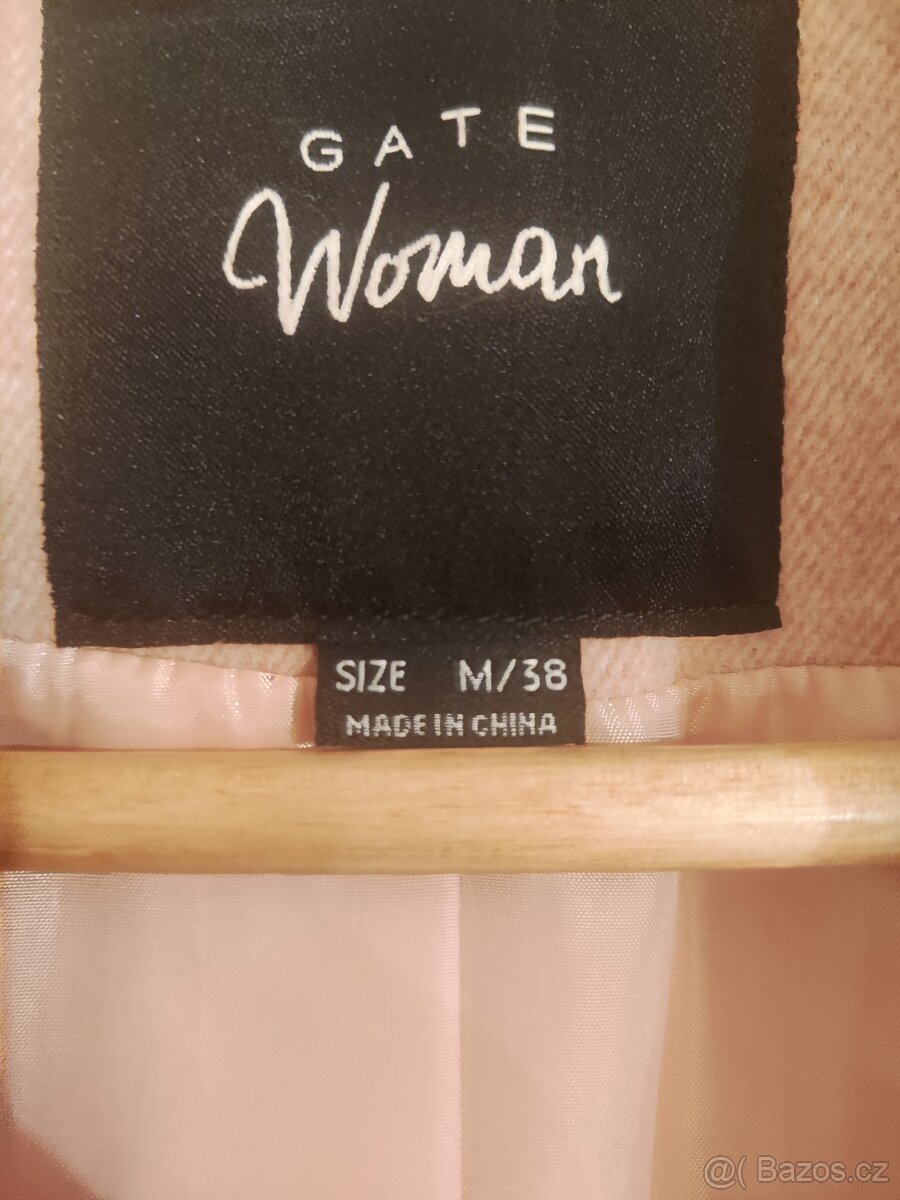 GATE
Woman
SIZE M/38
MADE IN CHINA
@( Bazos.cz